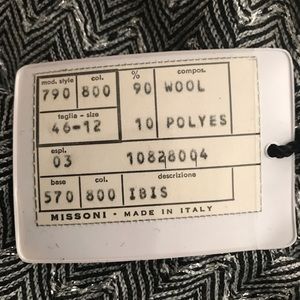 mod. style col. % compos.
790 800 90 WOOL
taglia - size
46-12 10 POLYES
espl.
03 10828004
base col. descrizione
570 800 IBIS
MISSONI • MADE IN ITALY